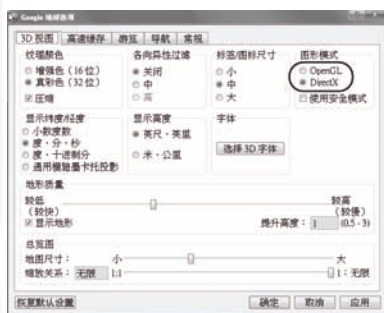 Google 地球选项
3D 视图 高速缓存 游览 导航 常规
纹理颜色
增强色（16 位）
真彩色（32 位）
压缩
各向异性过滤
关闭
中
高
标签/图标尺寸
小
中
大
图形模式
OpenGL
DirectX
使用安全模式
显示纬度/经度
小数度数
度，分，秒
度，十进制分
通用横轴墨卡托投影
显示高度
英尺，英里
米，公里
字体
选择 3D 字体
地形质量
较低
（较快）
较高
（较慢）
显示地形
提升高度： 1 (0.5 - 3)
总览图
地图尺寸： 小 大
缩放关系： 无限 1:1 1：无限
恢复默认设置 确定 取消 应用